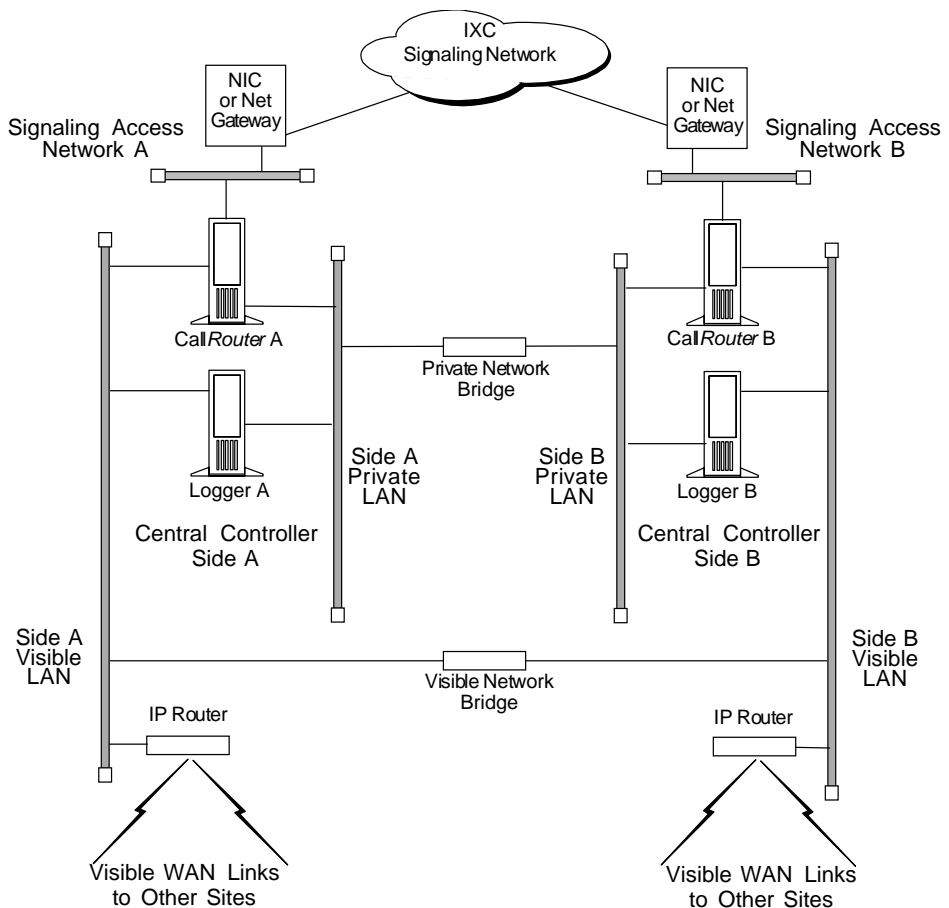 IXC
Signaling Network
NIC
or Net
Gateway
NIC
or Net
Gateway
Signaling Access
Network A
Signaling Access
Network B
CallRouter A
CallRouter B
Private Network
Bridge
Logger A
Side A
Private
LAN
Side B
Private
LAN
Logger B
Central Controller
Side A
Central Controller
Side B
Side A
Visible
LAN
Side B
Visible
LAN
Visible Network
Bridge
IP Router
IP Router
Visible WAN Links
to Other Sites
Visible WAN Links
to Other Sites